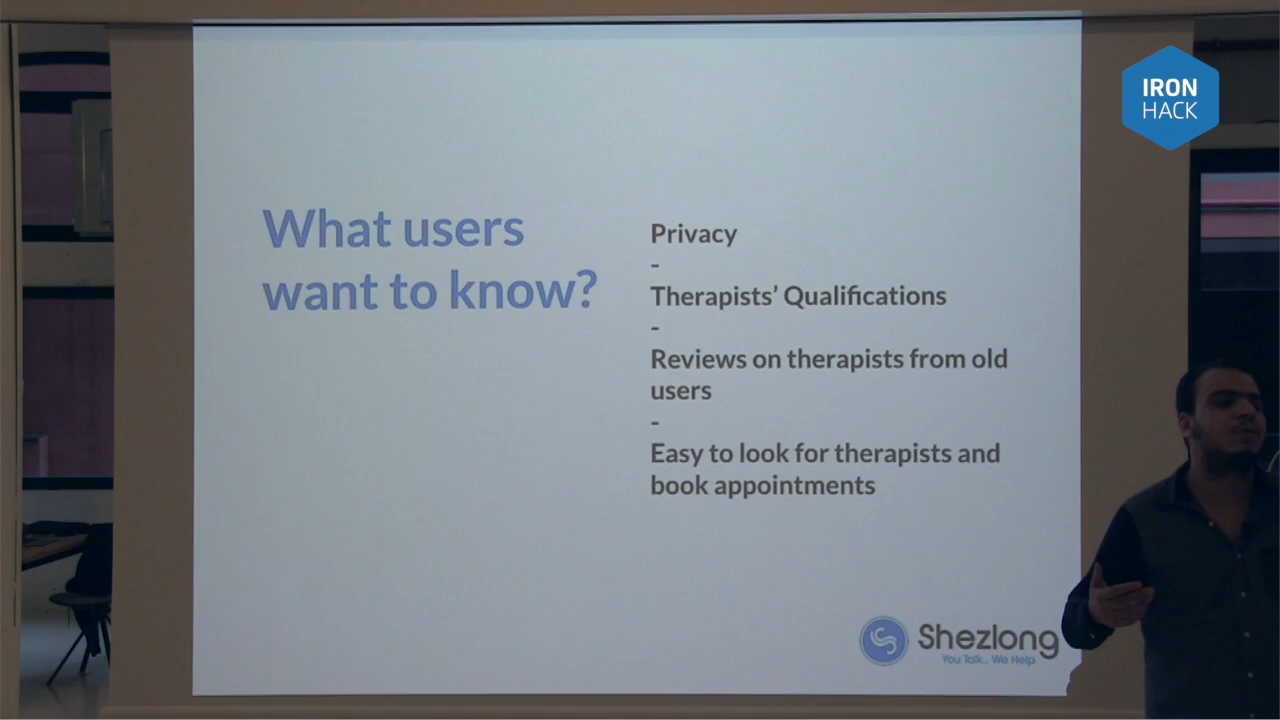 IRON
HACK
What users
want to know?
Privacy
-
Therapists' Qualifications
-
Reviews on therapists from old
users
-
Easy to look for therapists and
book appointments
Shezlong
You Talk.. We Help